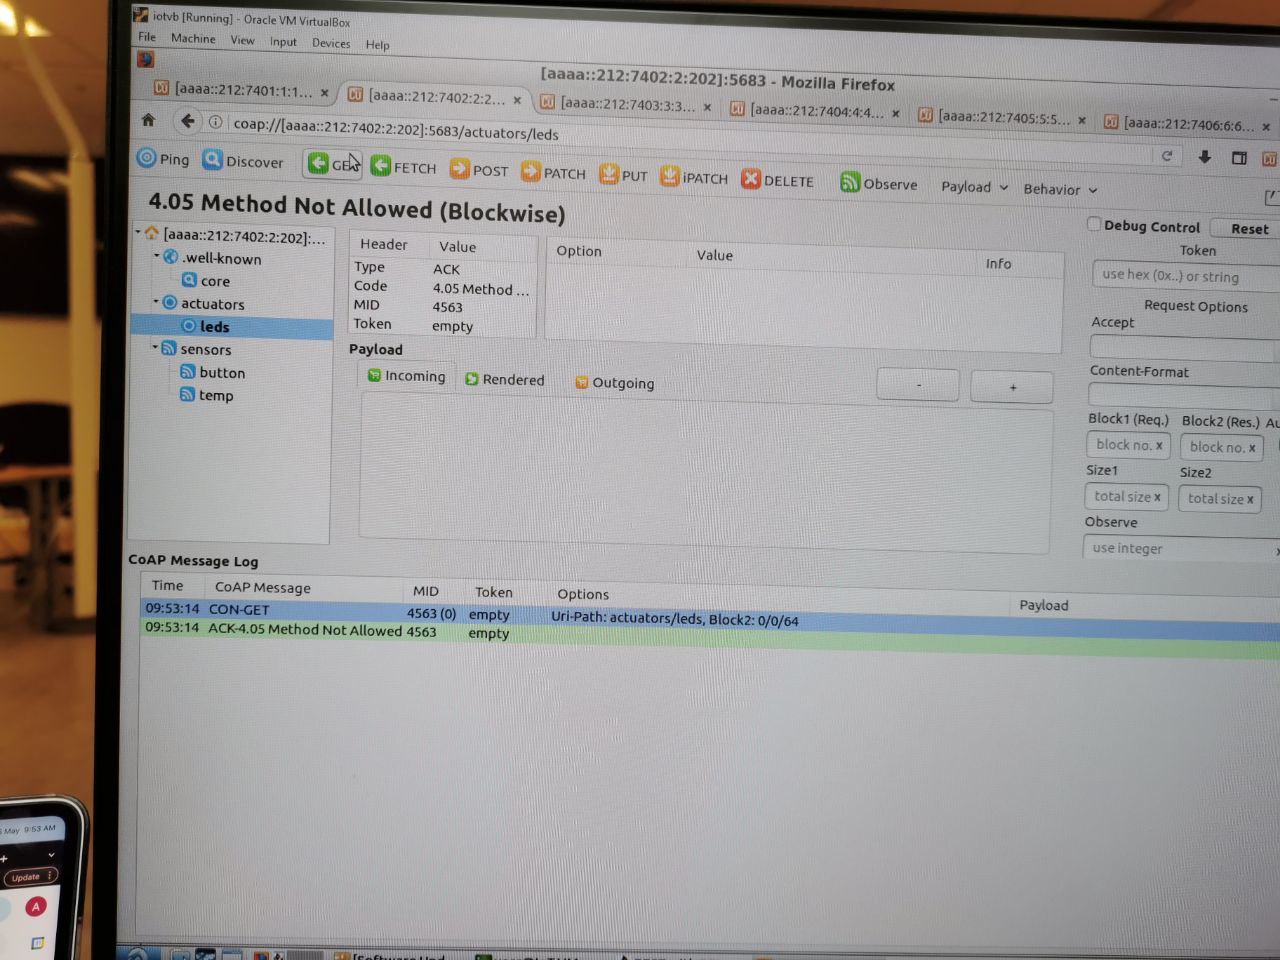 iotvb [Running] - Oracle VM VirtualBox
File Machine View Input Devices Help
[aaaa::212:7402:2:202]:5683 - Mozilla Firefox
[aaaa::212:7401:1:1... × [aaaa::212:7402:2:2... × [aaaa::212:7403:3:3... × [aaaa::212:7404:4:4... × [aaaa::212:7405:5:5... × [aaaa::212:7406:6:6... ×
coap://[aaaa::212:7402:2:202]:5683/actuators/leds
Ping Discover FETCH POST PATCH PUT iPATCH DELETE Observe Payload Behavior
4.05 Method Not Allowed (Blockwise)
Debug Control Reset
[aaaa::212:7402:2:202]:...
.well-known
core
actuators
leds
sensors
button
temp
Header Value
Type ACK
Code 4.05 Method ...
MID 4563
Token empty
Option Value Info
Payload
Incoming Rendered Outgoing - +
Token
use hex (0x..) or string
Request Options
Accept
Content-Format
Block1 (Req.) Block2 (Res.)
block no. x block no. x
Size1 Size2
total size x total size x
Observe
use integer x
CoAP Message Log
Time CoAP Message MID Token Options Payload
09:53:14 CON-GET 4563 (0) empty Uri-Path: actuators/leds, Block2: 0/0/64
09:53:14 ACK-4.05 Method Not Allowed 4563 empty
May 9:53 AM
Update
A